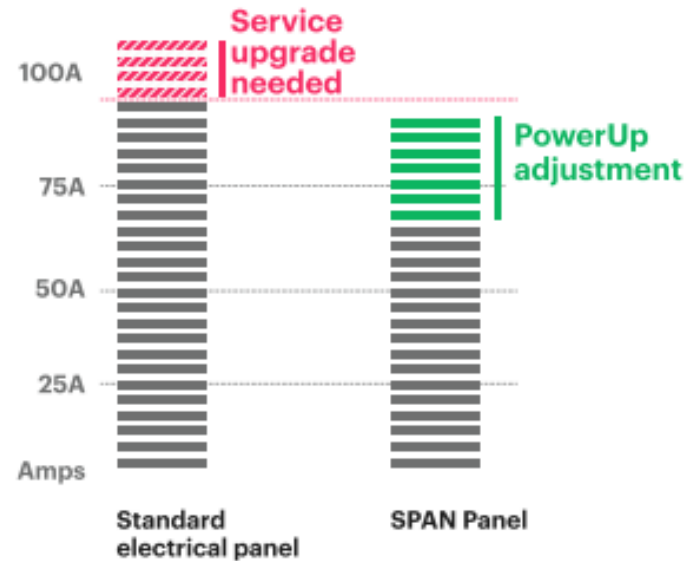 Service
upgrade
needed
100A
PowerUp
adjustment
75A
50A
25A
Amps
Standard
electrical panel
SPAN Panel